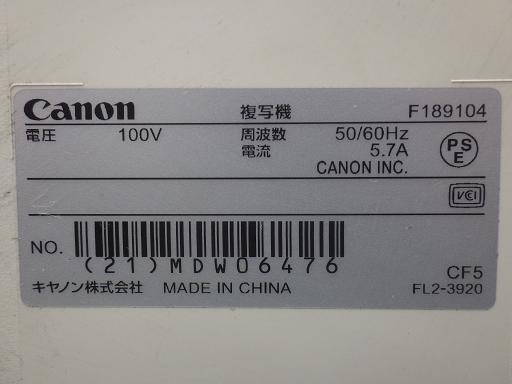 Canon 複写機 F189104
電圧 100V 周波数 50/60Hz
電流 5.7A
CANON INC.
PSE
VCI
NO. (21)MDW06476
CF5
キヤノン株式会社 MADE IN CHINA FL2-3920